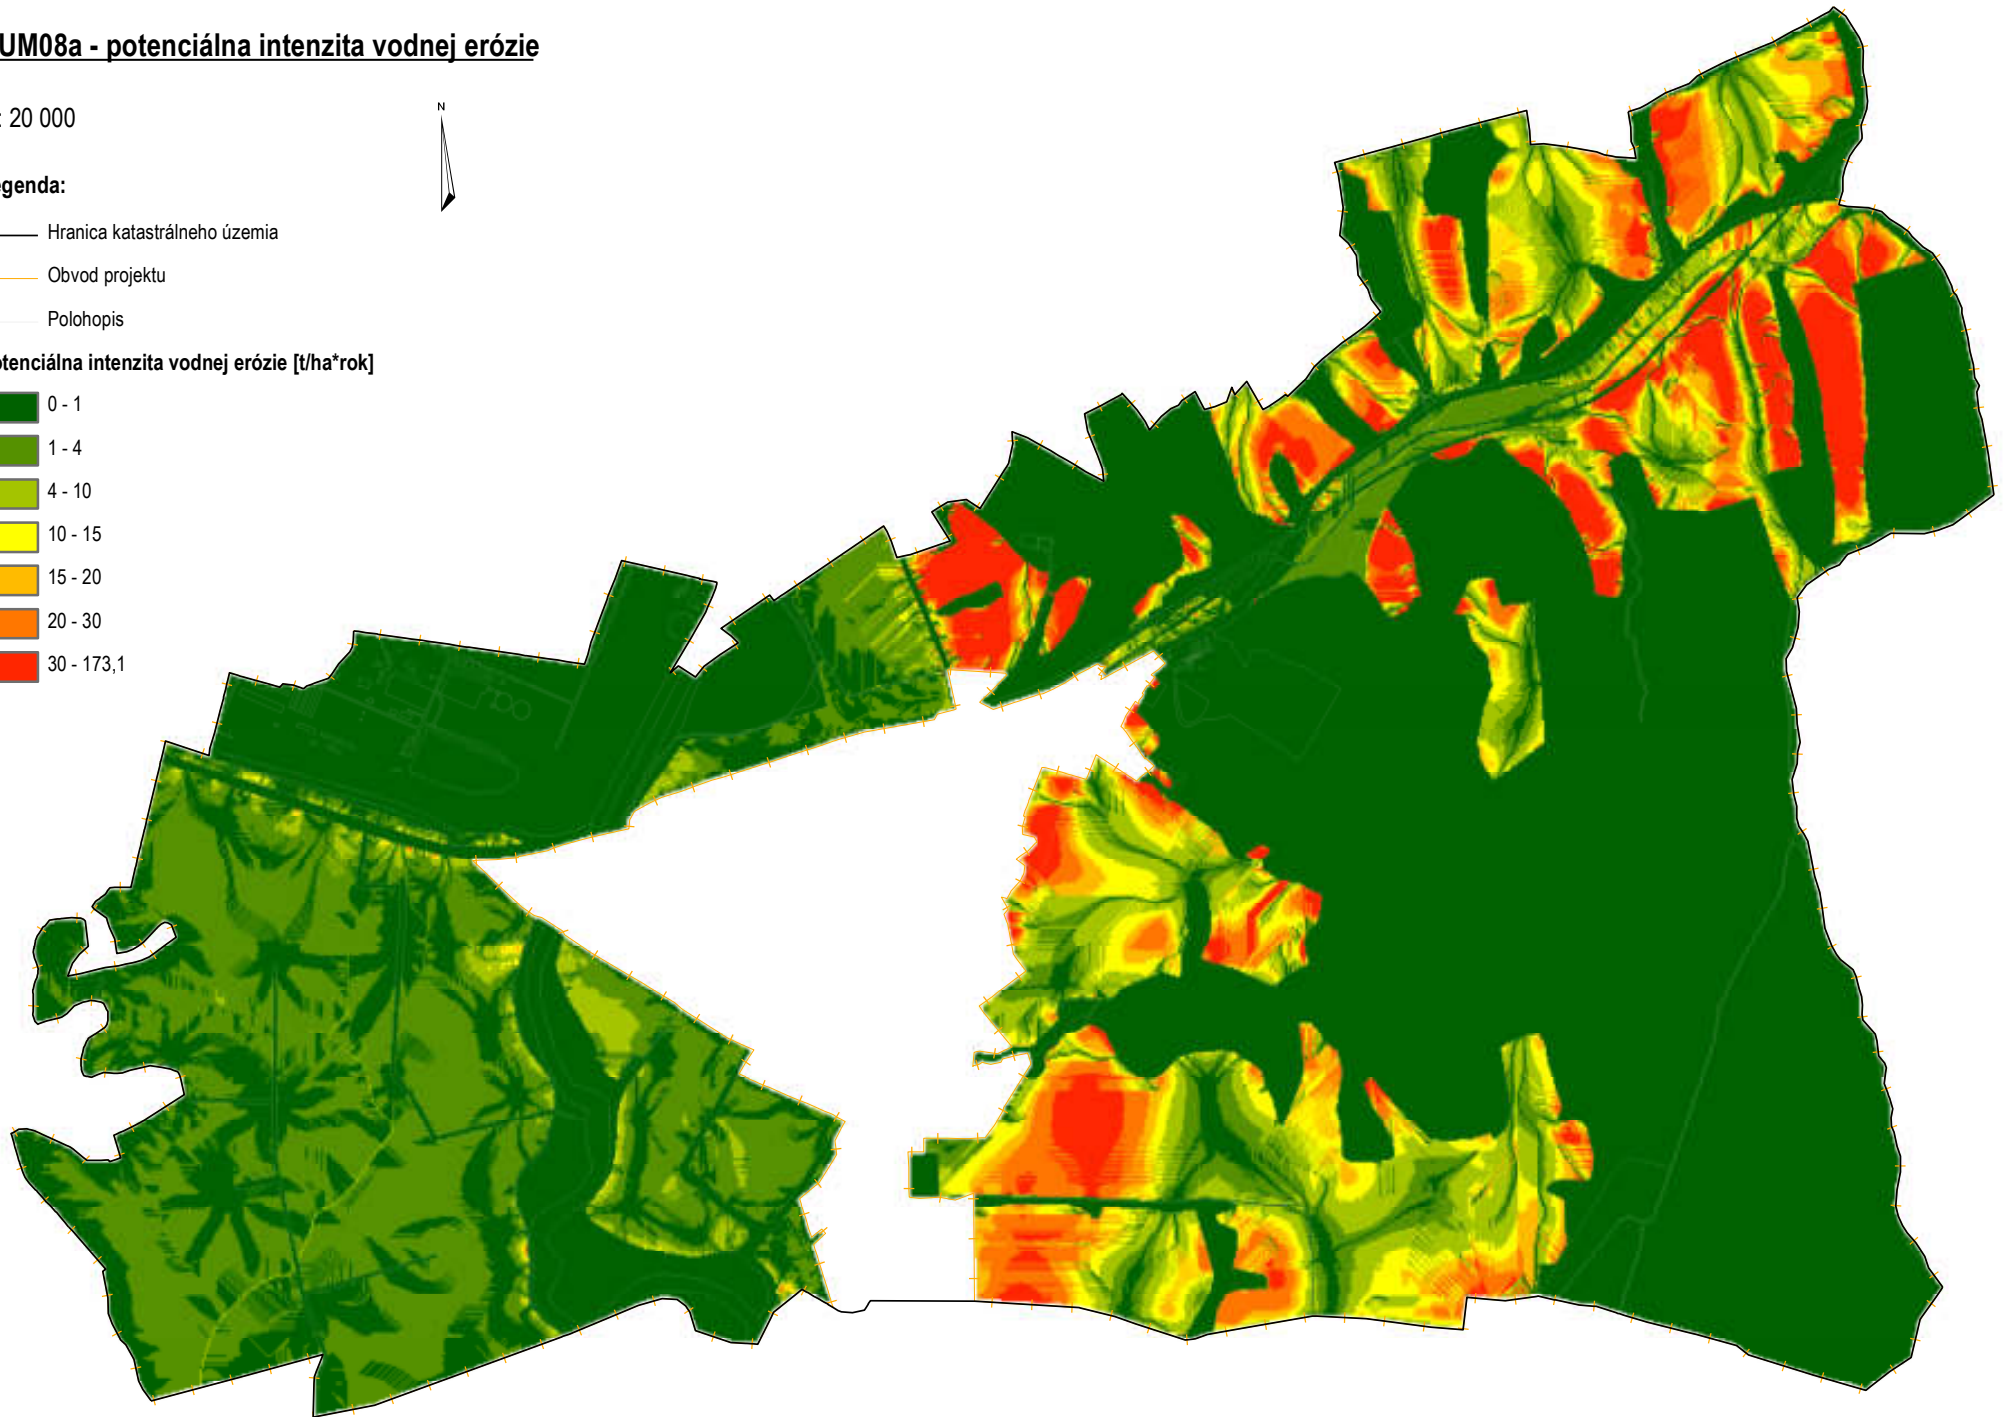 UM08a - potenciálna intenzita vodnej erózie
N
: 20 000
egenda:
Hranica katastrálneho územia
Obvod projektu
Polohopis
otenciálna intenzita vodnej erózie [t/ha*rok]
0 - 1
1 - 4
4 - 10
10 - 15
15 - 20
20 - 30
30 - 173,1